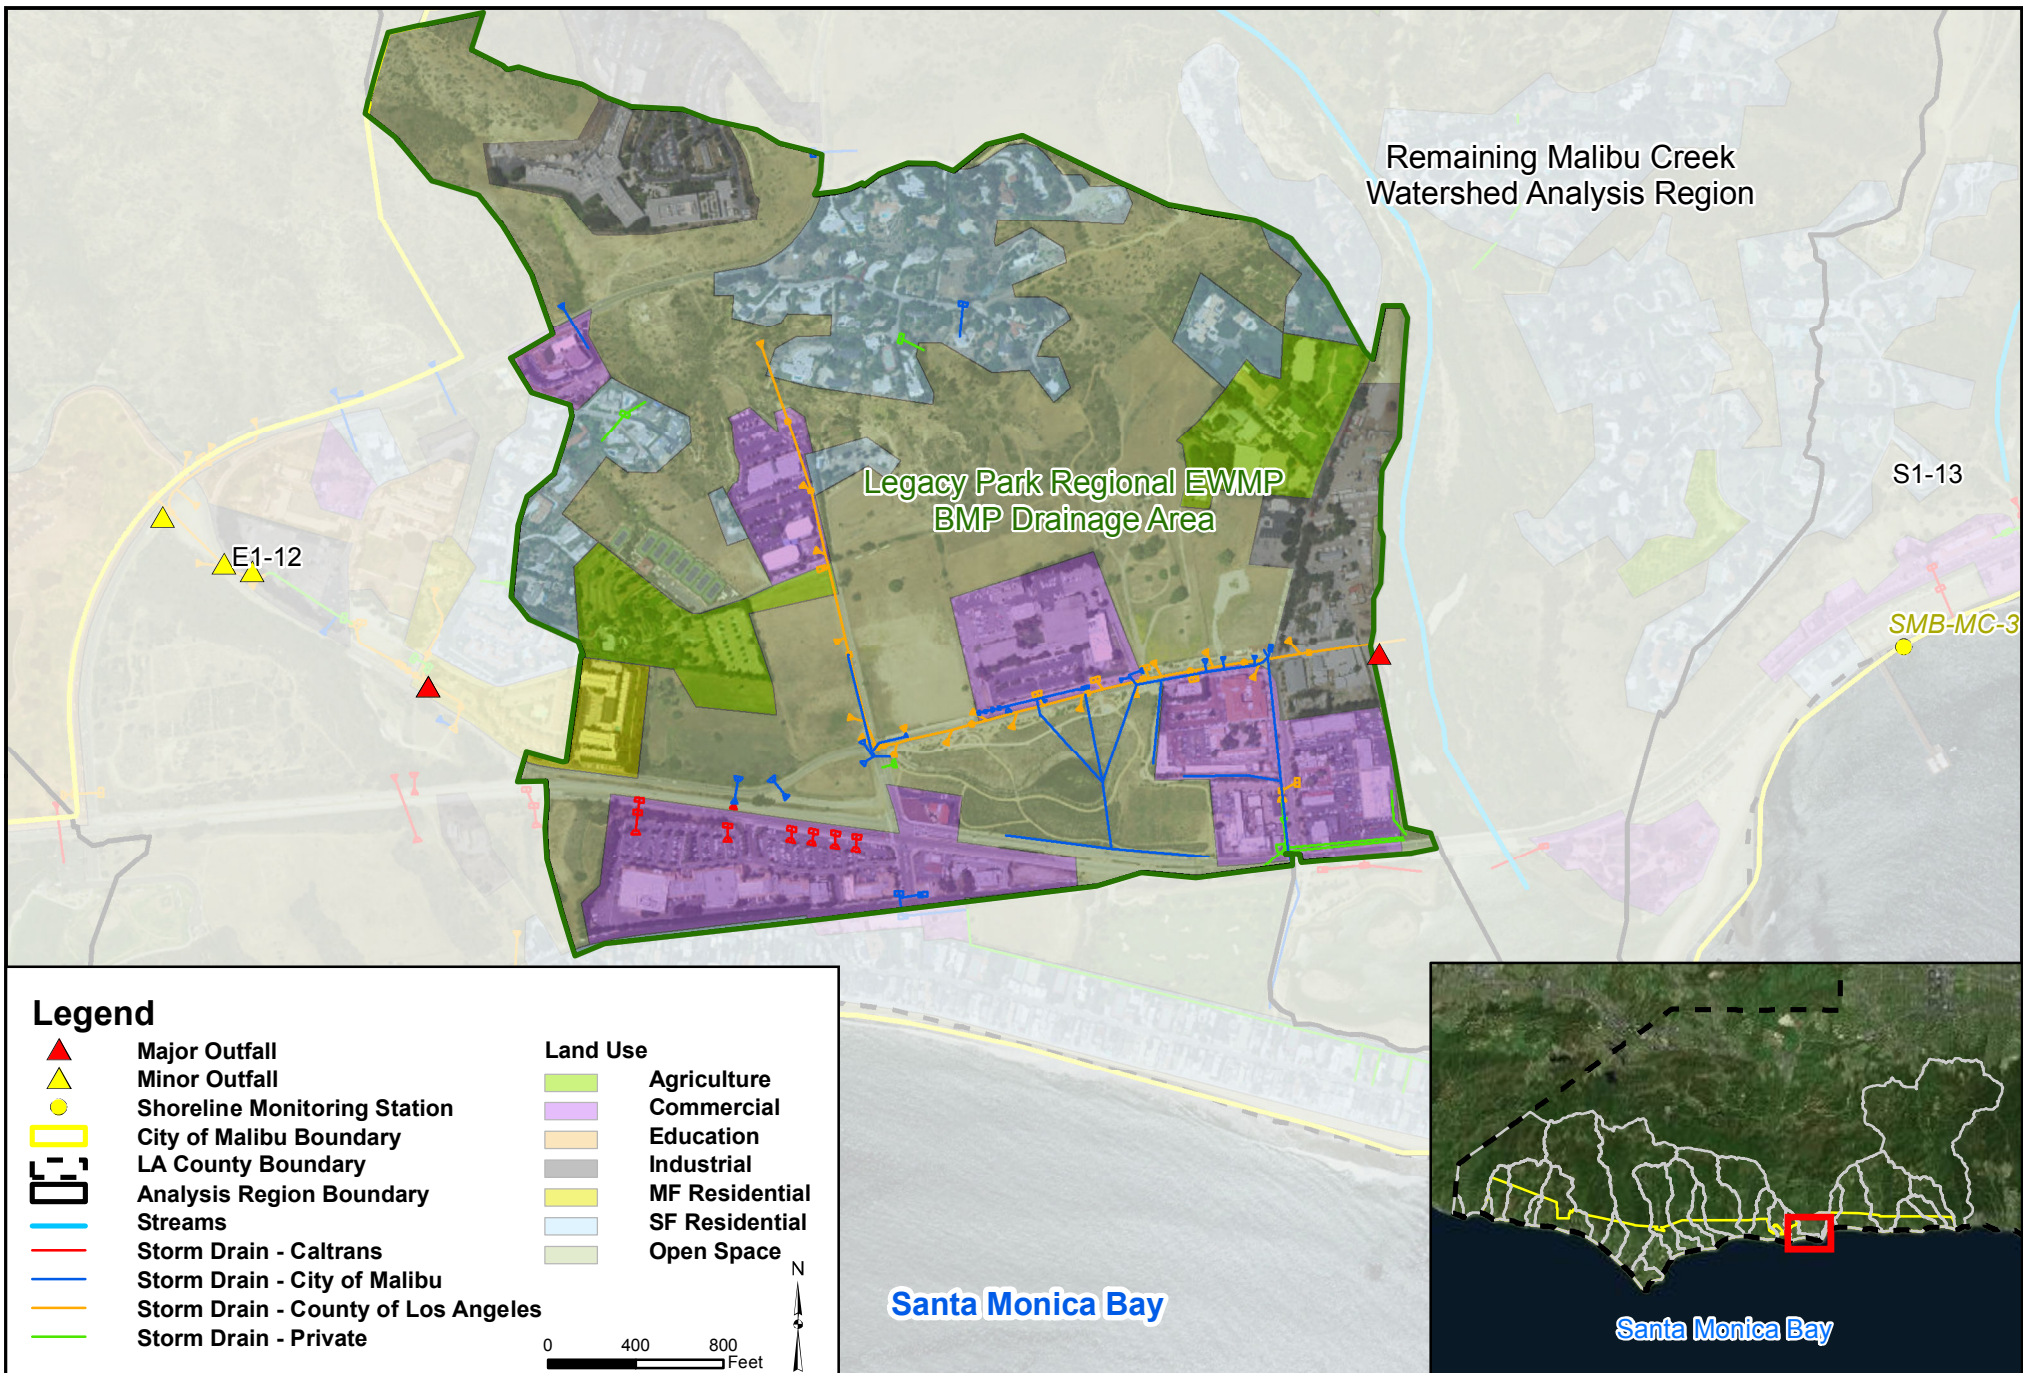 Remaining Malibu Creek
Watershed Analysis Region
S1-13
Legacy Park Regional EWMP
BMP Drainage Area
E1-12
SMB-MC-3
Legend
Major Outfall
Minor Outfall
Shoreline Monitoring Station
City of Malibu Boundary
LA County Boundary
Analysis Region Boundary
Streams
Storm Drain - Caltrans
Storm Drain - City of Malibu
Storm Drain - County of Los Angeles
Storm Drain - Private
Land Use
Agriculture
Commercial
Education
Industrial
MF Residential
SF Residential
Open Space
N
0 400 800
Feet
Santa Monica Bay
Santa Monica Bay